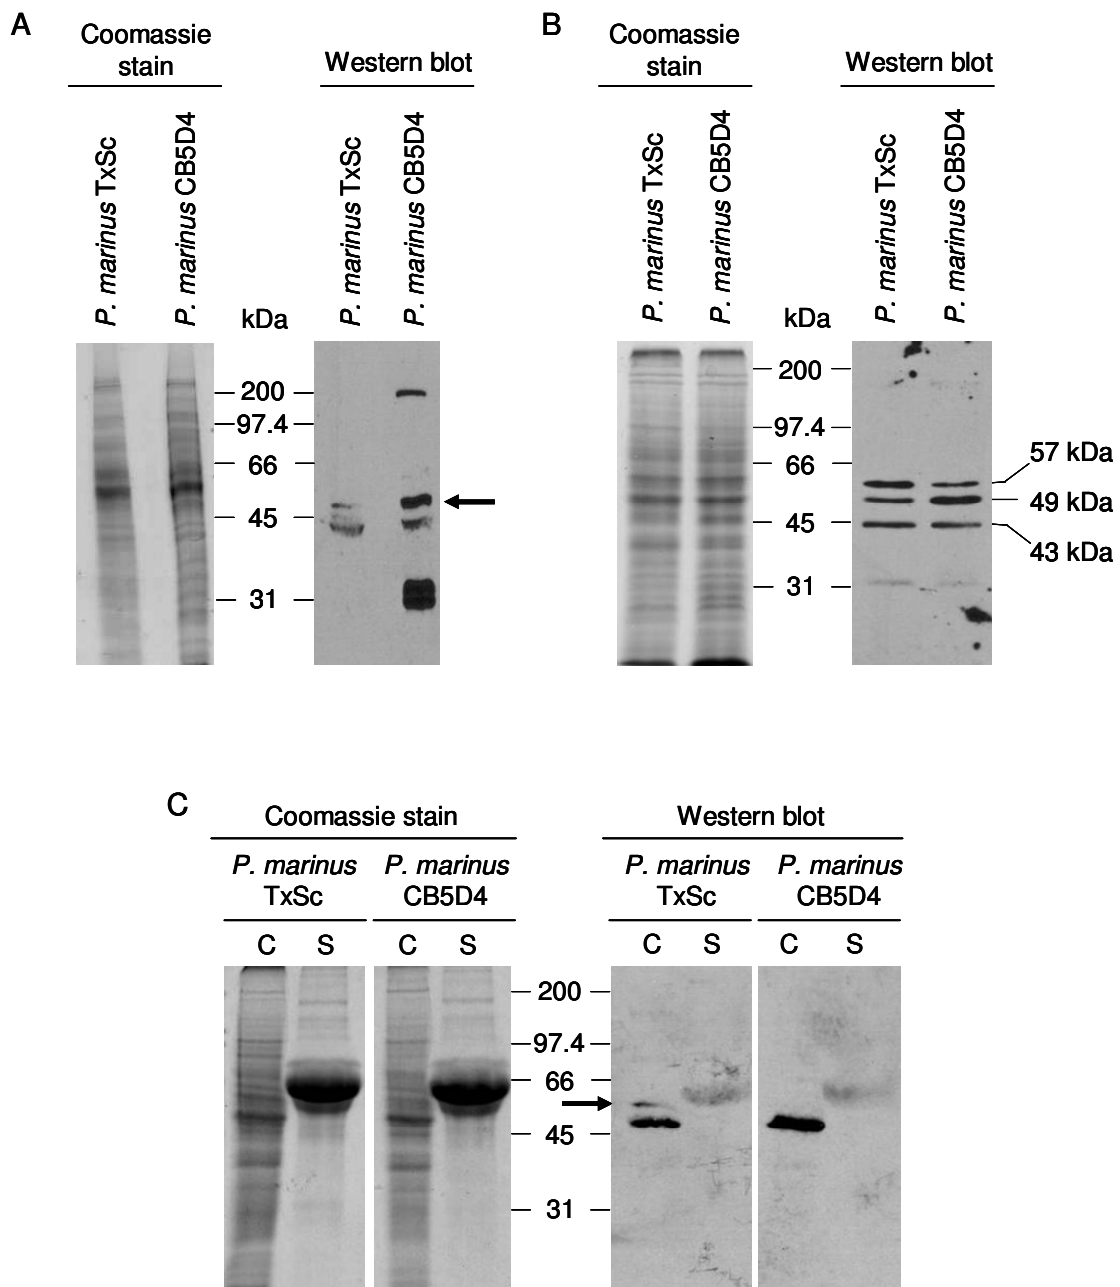 A
Coomassie
stain
Western blot
P. marinus TxSc
P. marinus CB5D4
P. marinus TxSc
P. marinus CB5D4
kDa
200
97.4
66
45
31
B
Coomassie
stain
Western blot
P. marinus TxSc
P. marinus CB5D4
P. marinus TxSc
P. marinus CB5D4
kDa
200
97.4
66
45
31
57 kDa
49 kDa
43 kDa
C
Coomassie stain
Western blot
P. marinus
TxSc
P. marinus
CB5D4
P. marinus
TxSc
P. marinus
CB5D4
C S C S C S C S
200
97.4
66
45
31